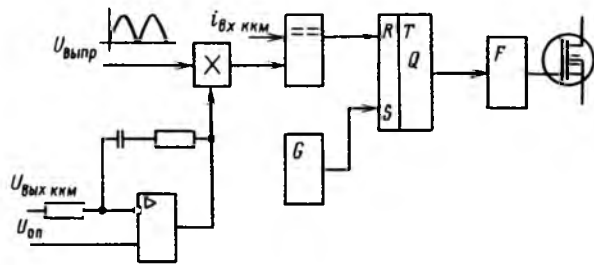 i вх ккм
U выпр
X
==
R T
Q
S
F
G
U вых ккм
U оп
▷